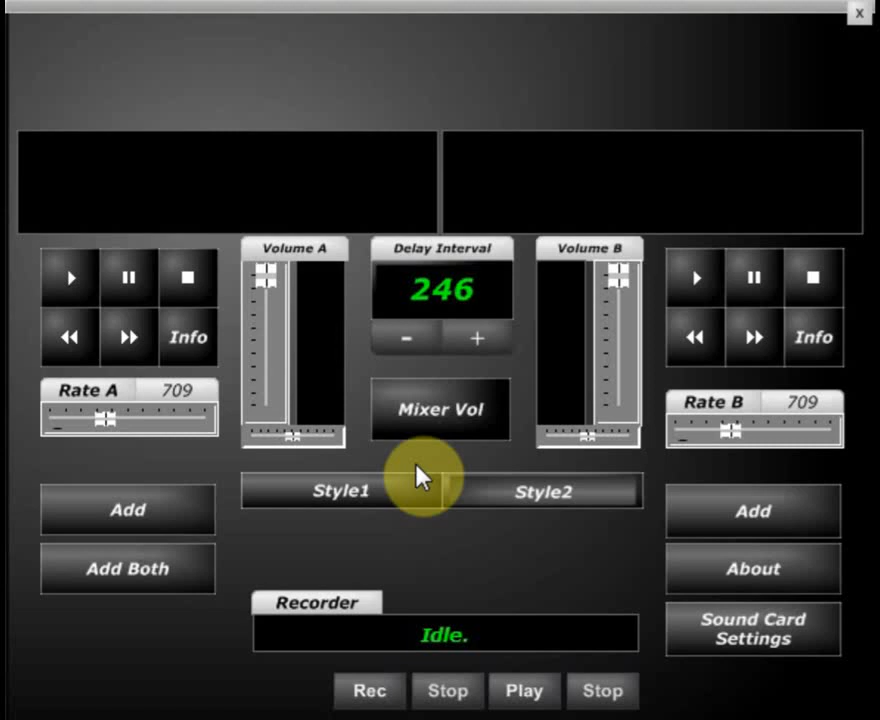 x
Volume A
Delay Interval
Volume B
246
- +
Info
Info
Rate A 709
Mixer Vol
Rate B 709
Style1 Style2
Add
Add
Add Both
About
Recorder
Idle.
Sound Card
Settings
Rec Stop Play Stop